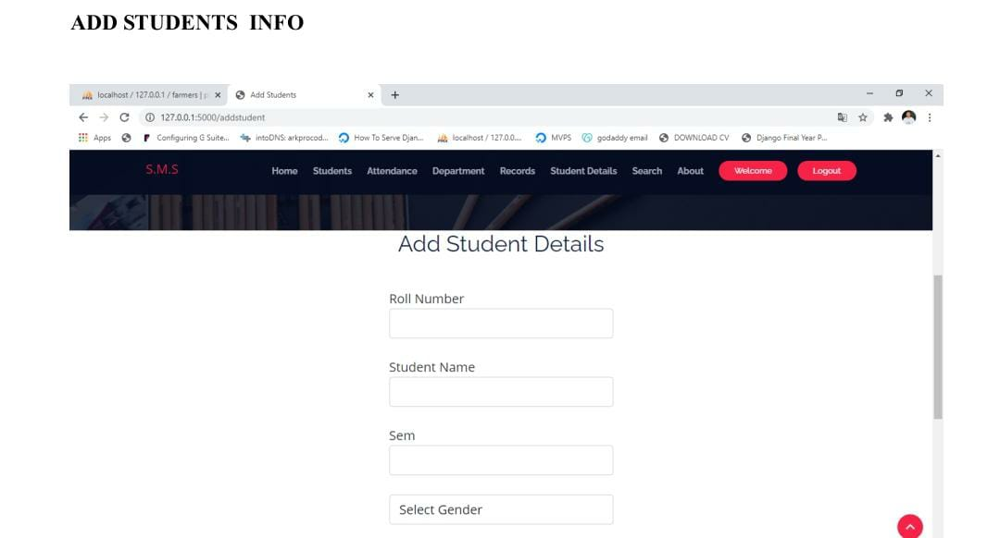 ADD STUDENTS INFO
localhost / 127.0.0.1 / farmers | p
Add Students
127.0.0.1:5000/addstudent
Apps Configuring G Suite... intoDNS: arkprocod... How To Serve Djan... localhost / 127.0.0.... MVPS godaddy email DOWNLOAD CV Django Final Year P...
S.M.S Home Students Attendance Department Records Student Details Search About Welcome Logout
Add Student Details
Roll Number
Student Name
Sem
Select Gender